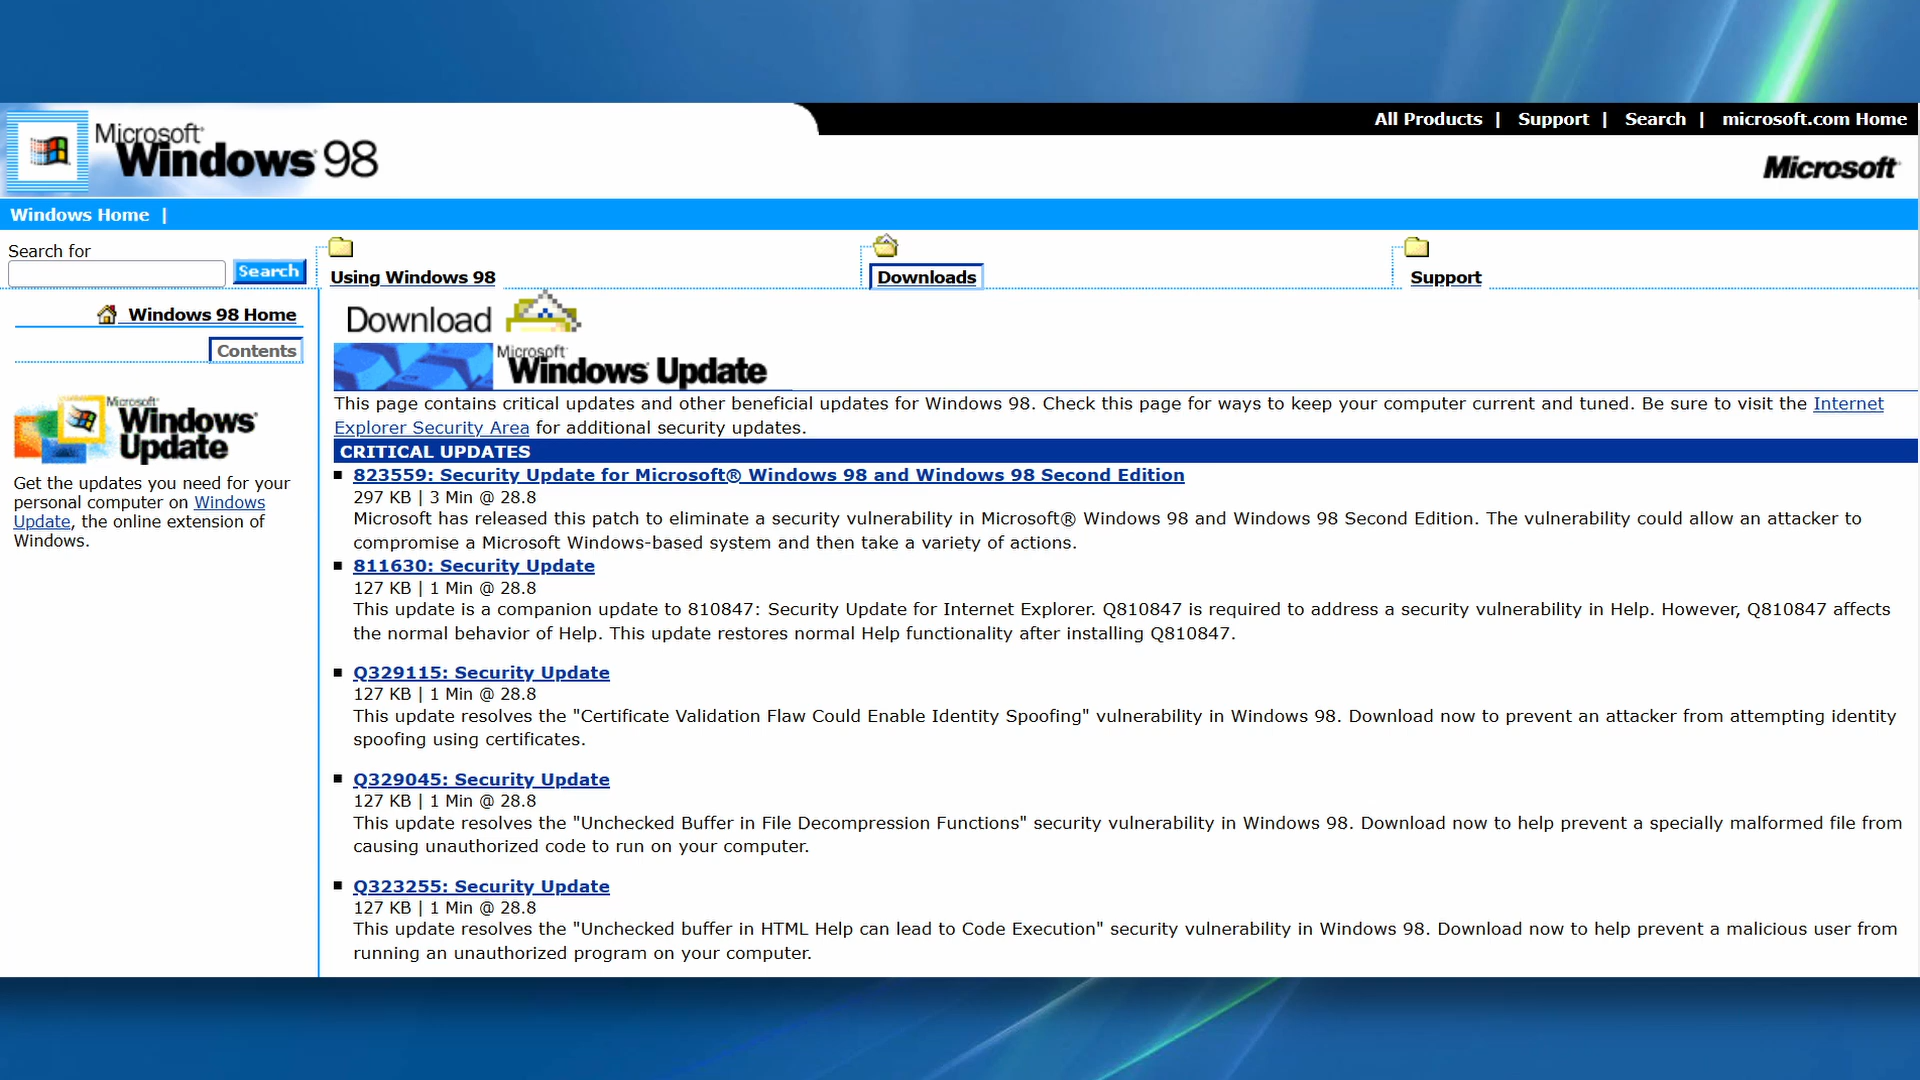 All Products | Support | Search | microsoft.com Home
Microsoft®
Windows® 98
Microsoft®
Windows Home |
Search for
Search
Using Windows 98
Downloads
Support
Windows 98 Home
Contents
Microsoft®
Windows®
Update
Get the updates you need for your
personal computer on Windows
Update, the online extension of
Windows.
Download
Microsoft®
Windows® Update
This page contains critical updates and other beneficial updates for Windows 98. Check this page for ways to keep your computer current and tuned. Be sure to visit the Internet
Explorer Security Area for additional security updates.
CRITICAL UPDATES
823559: Security Update for Microsoft® Windows 98 and Windows 98 Second Edition
297 KB | 3 Min @ 28.8
Microsoft has released this patch to eliminate a security vulnerability in Microsoft® Windows 98 and Windows 98 Second Edition. The vulnerability could allow an attacker to
compromise a Microsoft Windows-based system and then take a variety of actions.
811630: Security Update
127 KB | 1 Min @ 28.8
This update is a companion update to 810847: Security Update for Internet Explorer. Q810847 is required to address a security vulnerability in Help. However, Q810847 affects
the normal behavior of Help. This update restores normal Help functionality after installing Q810847.
Q329115: Security Update
127 KB | 1 Min @ 28.8
This update resolves the "Certificate Validation Flaw Could Enable Identity Spoofing" vulnerability in Windows 98. Download now to prevent an attacker from attempting identity
spoofing using certificates.
Q329045: Security Update
127 KB | 1 Min @ 28.8
This update resolves the "Unchecked Buffer in File Decompression Functions" security vulnerability in Windows 98. Download now to help prevent a specially malformed file from
causing unauthorized code to run on your computer.
Q323255: Security Update
127 KB | 1 Min @ 28.8
This update resolves the "Unchecked buffer in HTML Help can lead to Code Execution" security vulnerability in Windows 98. Download now to help prevent a malicious user from
running an unauthorized program on your computer.